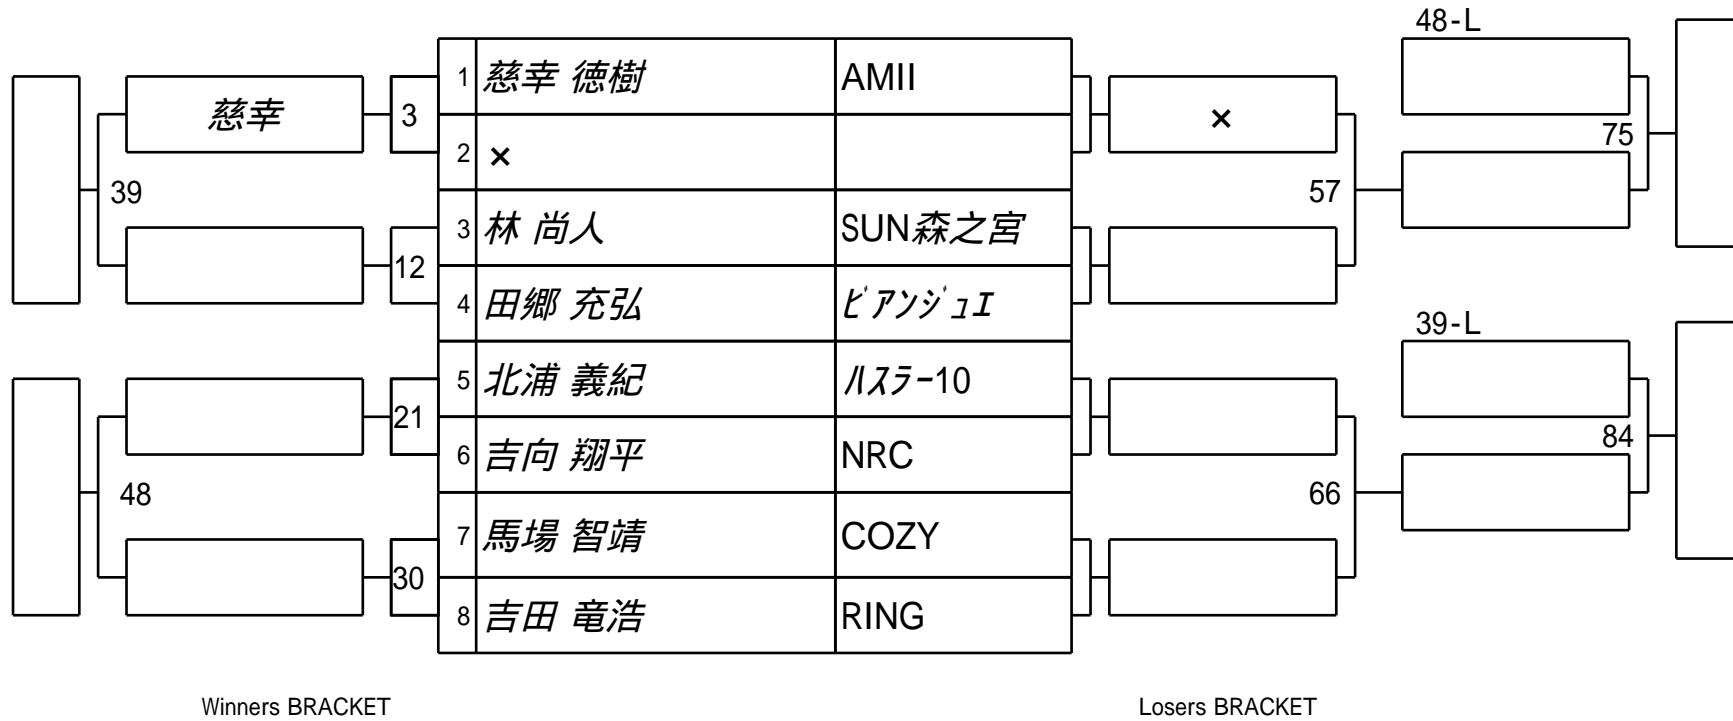 48-L
1 慈幸 徳樹 AMII
慈幸 3 × 75
2 ×
39 57
3 林 尚人 SUN森之宮
12
4 田郷 充弘 ﾋﾞｱﾝｼﾞｭｴ
39-L
5 北浦 義紀 ﾊｽﾗｰ10
21 84
6 吉向 翔平 NRC
48 66
7 馬場 智靖 COZY
30
8 吉田 竜浩 RING
Winners BRACKET Losers BRACKET